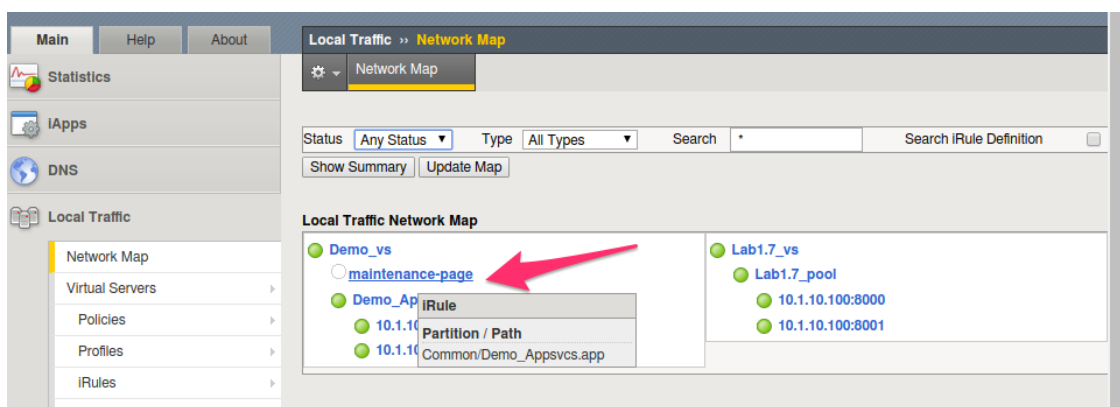 Main Help About
Local Traffic ›› Network Map
Statistics
Network Map
iApps
Status Any Status Type All Types Search * Search iRule Definition
Show Summary Update Map
DNS
Local Traffic
Local Traffic Network Map
Network Map
Virtual Servers
Policies
Profiles
iRules
Demo_vs
maintenance-page
Demo_Ap
10.1.10
10.1.10
iRule
Partition / Path
Common/Demo_Appsvcs.app
Lab1.7_vs
Lab1.7_pool
10.1.10.100:8000
10.1.10.100:8001